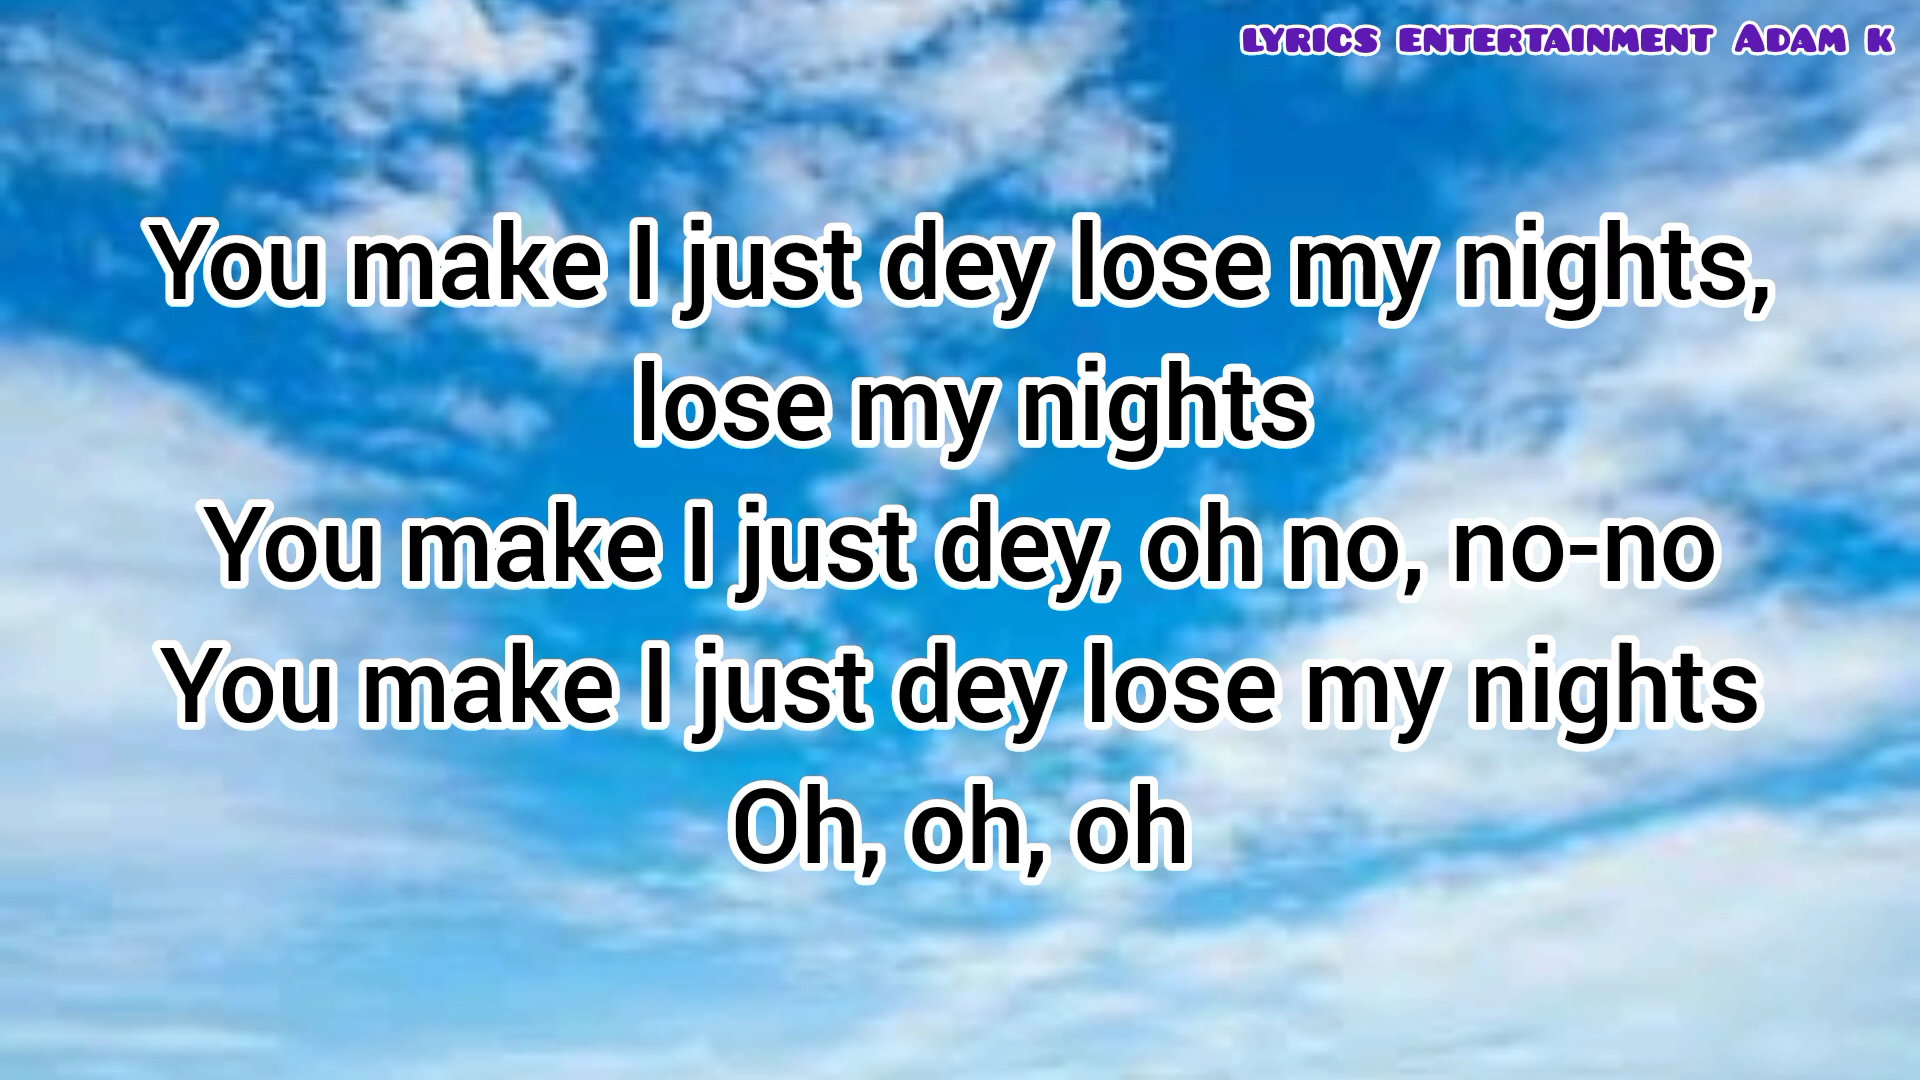 LYRICS ENTERTAINMENT ADAM K
You make I just dey lose my nights,
lose my nights
You make I just dey, oh no, no-no
You make I just dey lose my nights
Oh, oh, oh